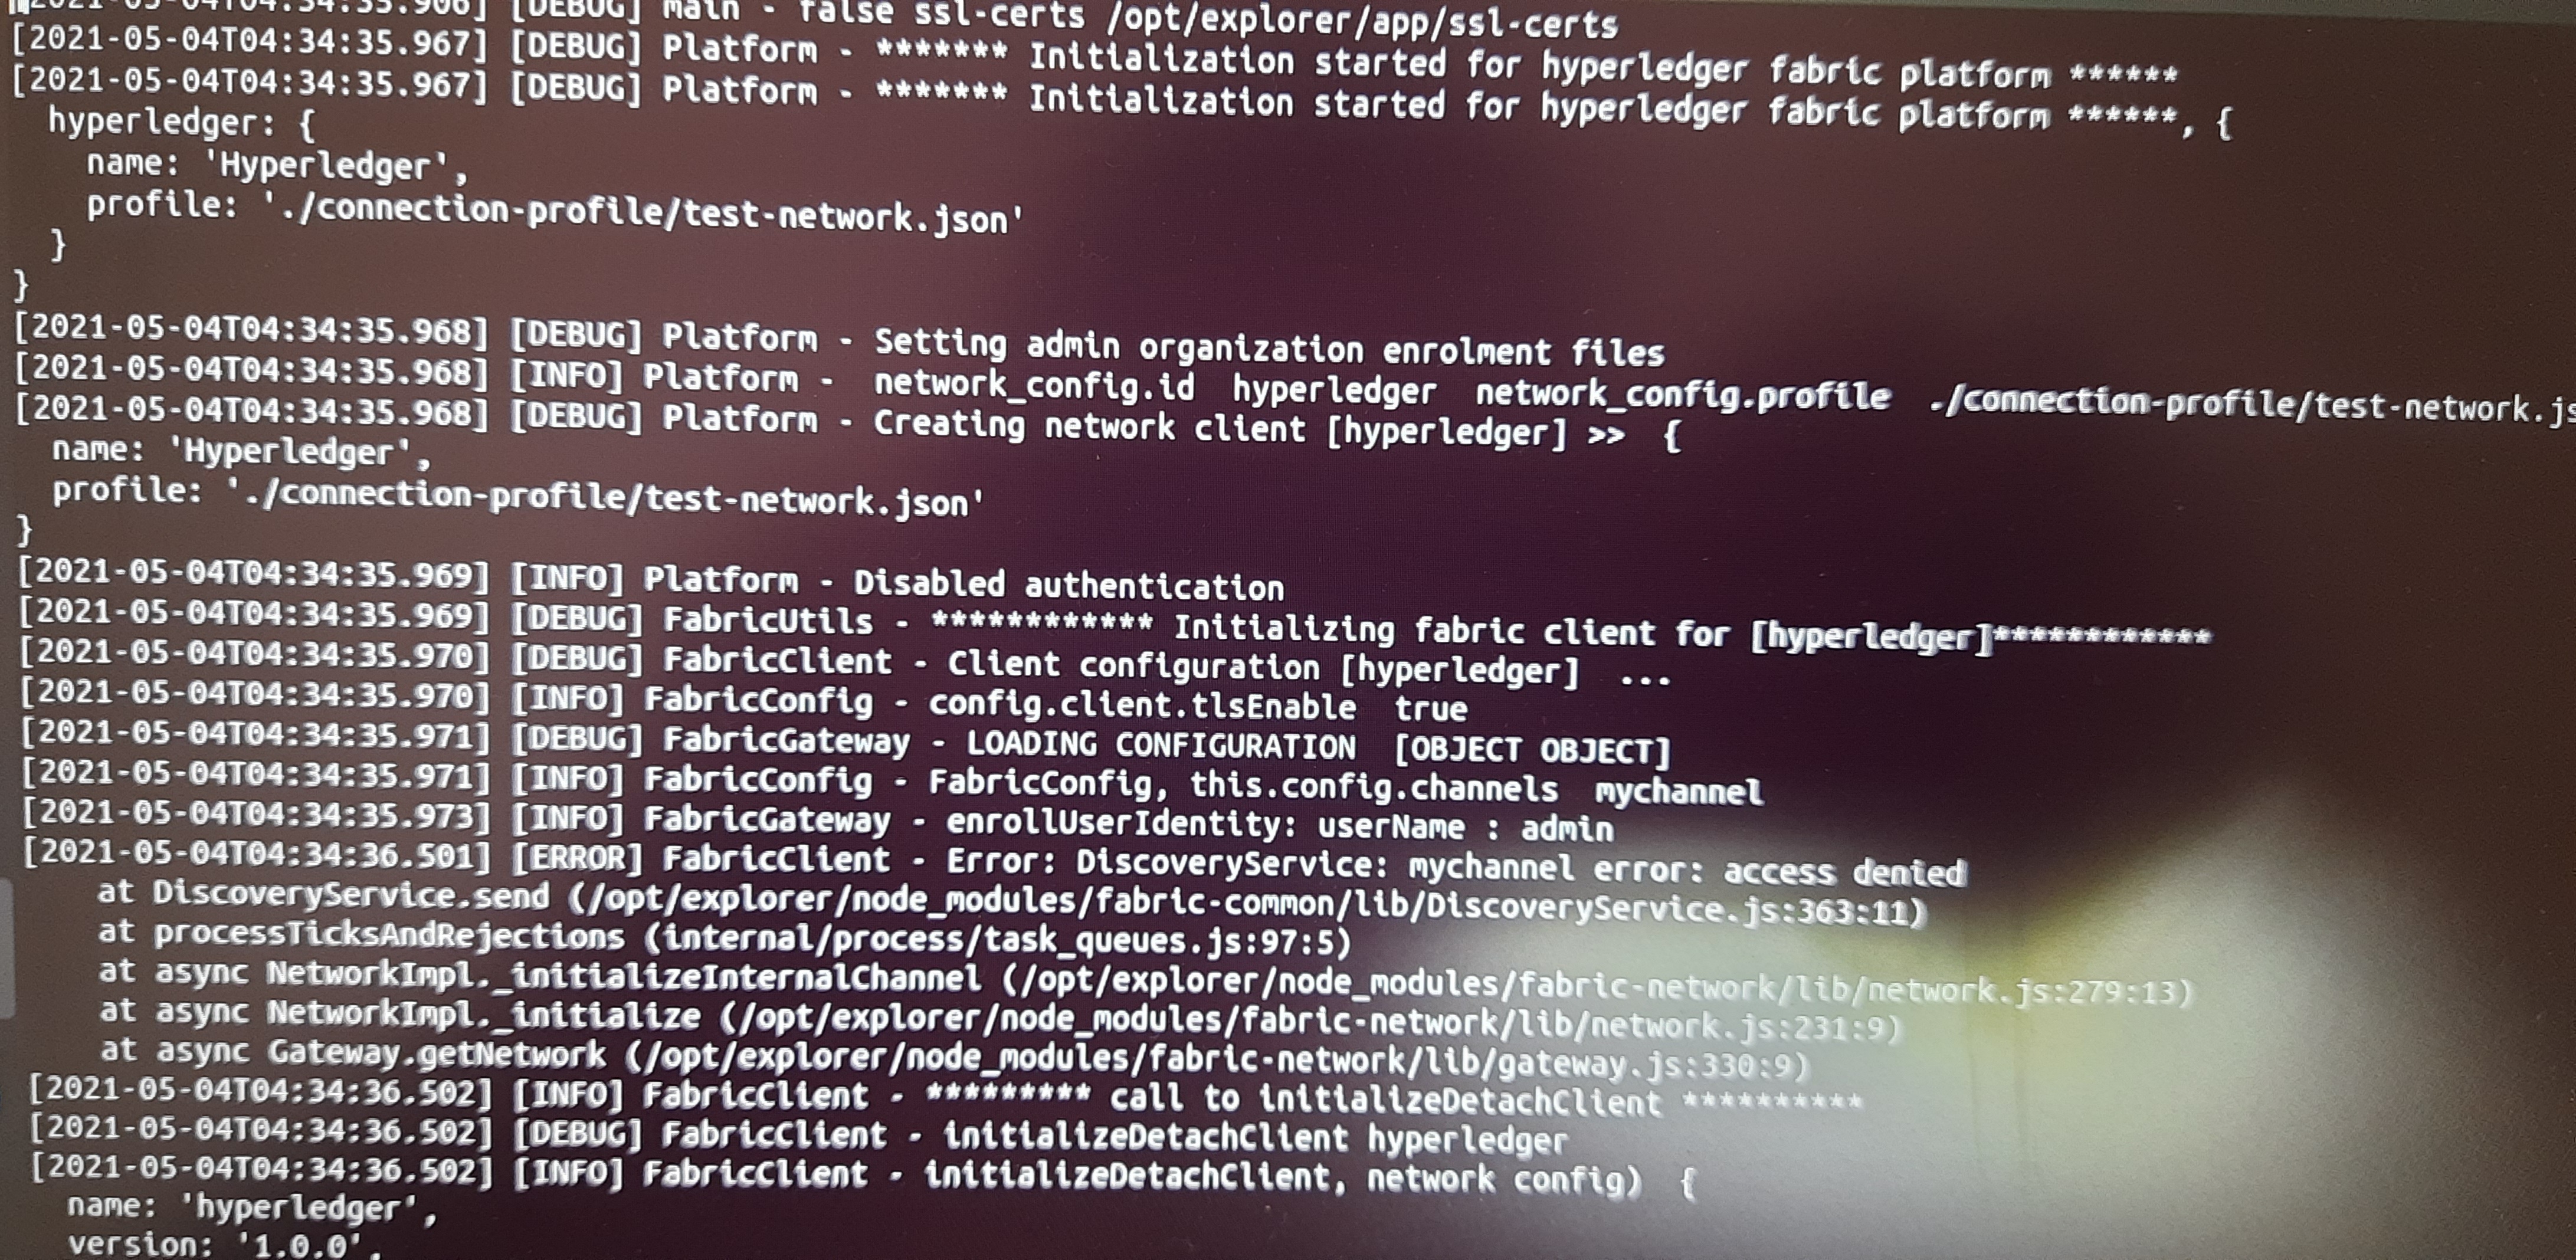 [2021-05-04T04:34:35.906] [DEBUG] main - false ssl-certs /opt/explorer/app/ssl-certs
[2021-05-04T04:34:35.967] [DEBUG] Platform - ******* Initialization started for hyperledger fabric platform ******
[2021-05-04T04:34:35.967] [DEBUG] Platform - ******* Initialization started for hyperledger fabric platform ******, {
  hyperledger: {
    name: 'Hyperledger',
    profile: './connection-profile/test-network.json'
  }
}
[2021-05-04T04:34:35.968] [DEBUG] Platform - Setting admin organization enrolment files
[2021-05-04T04:34:35.968] [INFO] Platform -  network_config.id  hyperledger  network_config.profile  ./connection-profile/test-network.js
[2021-05-04T04:34:35.968] [DEBUG] Platform - Creating network client [hyperledger] >>  {
  name: 'Hyperledger',
  profile: './connection-profile/test-network.json'
}
[2021-05-04T04:34:35.969] [INFO] Platform - Disabled authentication
[2021-05-04T04:34:35.969] [DEBUG] FabricUtils - ************ Initializing fabric client for [hyperledger]************
[2021-05-04T04:34:35.970] [DEBUG] FabricClient - Client configuration [hyperledger]  ...
[2021-05-04T04:34:35.970] [INFO] FabricConfig - config.client.tlsEnable  true
[2021-05-04T04:34:35.971] [DEBUG] FabricGateway - LOADING CONFIGURATION  [OBJECT OBJECT]
[2021-05-04T04:34:35.971] [INFO] FabricConfig - FabricConfig, this.config.channels  mychannel
[2021-05-04T04:34:35.973] [INFO] FabricGateway - enrollUserIdentity: userName : admin
[2021-05-04T04:34:36.501] [ERROR] FabricClient - Error: DiscoveryService: mychannel error: access denied
    at DiscoveryService.send (/opt/explorer/node_modules/fabric-common/lib/DiscoveryService.js:363:11)
    at processTicksAndRejections (internal/process/task_queues.js:97:5)
    at async NetworkImpl._initializeInternalChannel (/opt/explorer/node_modules/fabric-network/lib/network.js:279:13)
    at async NetworkImpl._initialize (/opt/explorer/node_modules/fabric-network/lib/network.js:231:9)
    at async Gateway.getNetwork (/opt/explorer/node_modules/fabric-network/lib/gateway.js:330:9)
[2021-05-04T04:34:36.502] [INFO] FabricClient - ********* call to initializeDetachClient **********
[2021-05-04T04:34:36.502] [DEBUG] FabricClient - initializeDetachClient hyperledger
[2021-05-04T04:34:36.502] [INFO] FabricClient - initializeDetachClient, network config)  {
  name: 'hyperledger',
  version: '1.0.0',